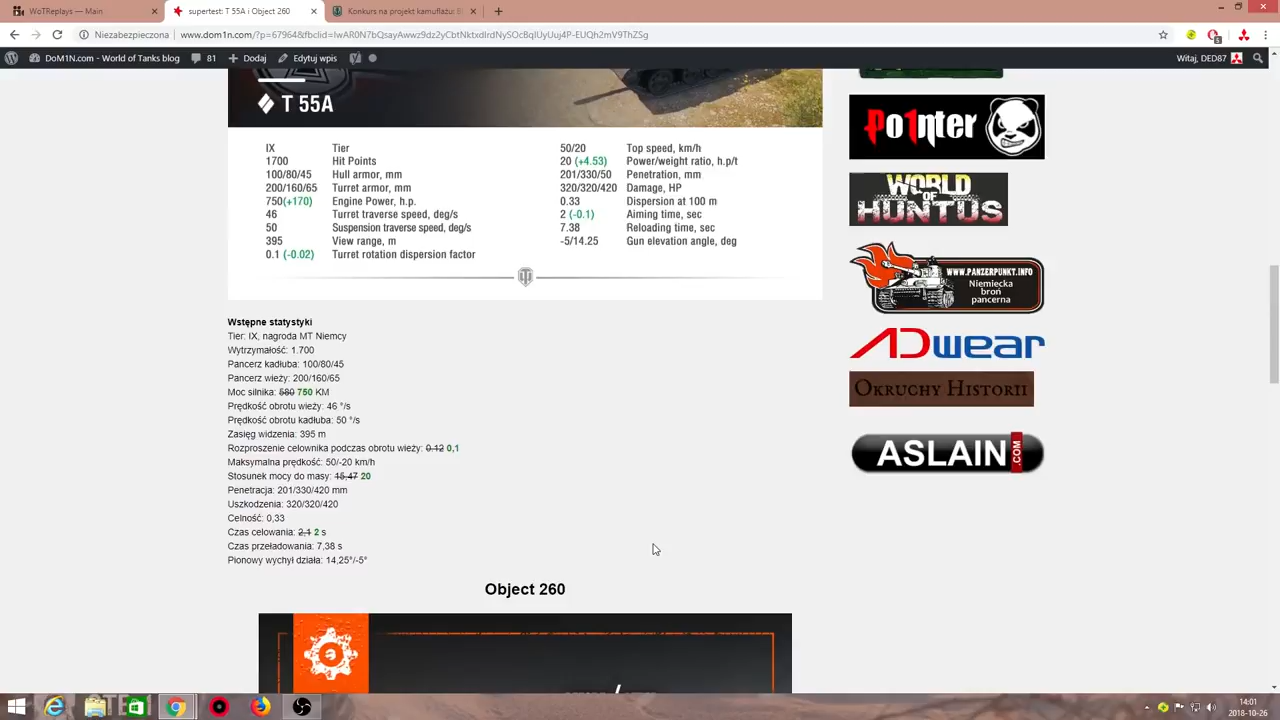 WoTReplays — Main
supertest: T 55A i Object 260
Konkurs na projekt kamuflażu:
Niezabezpieczona
DoM1N.com - World of Tanks blog
81
Dodaj
Edytuj wpis
Witaj, DED87
T 55A
IX Tier
1700 Hit Points
100/80/45 Hull armor, mm
200/160/65 Turret armor, mm
750(+170) Engine Power, h.p.
46 Turret traverse speed, deg/s
50 Suspension traverse speed, deg/s
395 View range, m
0.1 (-0.02) Turret rotation dispersion factor
50/20 Top speed, km/h
20 (+4.53) Power/weight ratio, h.p/t
201/330/50 Penetration, mm
320/320/420 Damage, HP
0.33 Dispersion at 100 m
2 (-0.1) Aiming time, sec
7.38 Reloading time, sec
-5/14.25 Gun elevation angle, deg
Wstępne statystyki
Tier: IX, nagroda MT Niemcy
Wytrzymałość: 1.700
Pancerz kadłuba: 100/80/45
Pancerz wieży: 200/160/65
Moc silnika: 580 750 KM
Prędkość obrotu wieży: 46 °/s
Prędkość obrotu kadłuba: 50 °/s
Zasięg widzenia: 395 m
Rozproszenie celownika podczas obrotu wieży: 0.12 0,1
Maksymalna prędkość: 50/-20 km/h
Stosunek mocy do masy: 15,47 20
Penetracja: 201/330/420 mm
Uszkodzenia: 320/320/420
Celność: 0,33
Czas celowania: 2,1 2 s
Czas przeładowania: 7,38 s
Pionowy wychył działa: 14,25°/-5°
Object 260
Po1nter
WORLD
OF
HUNTUS
WWW.PANZERPUNKT.INFO
Niemiecka
broń
pancerna
ADwear
OKRUCHY HISTORII
ASLAIN.COM
14:01
2018-10-26